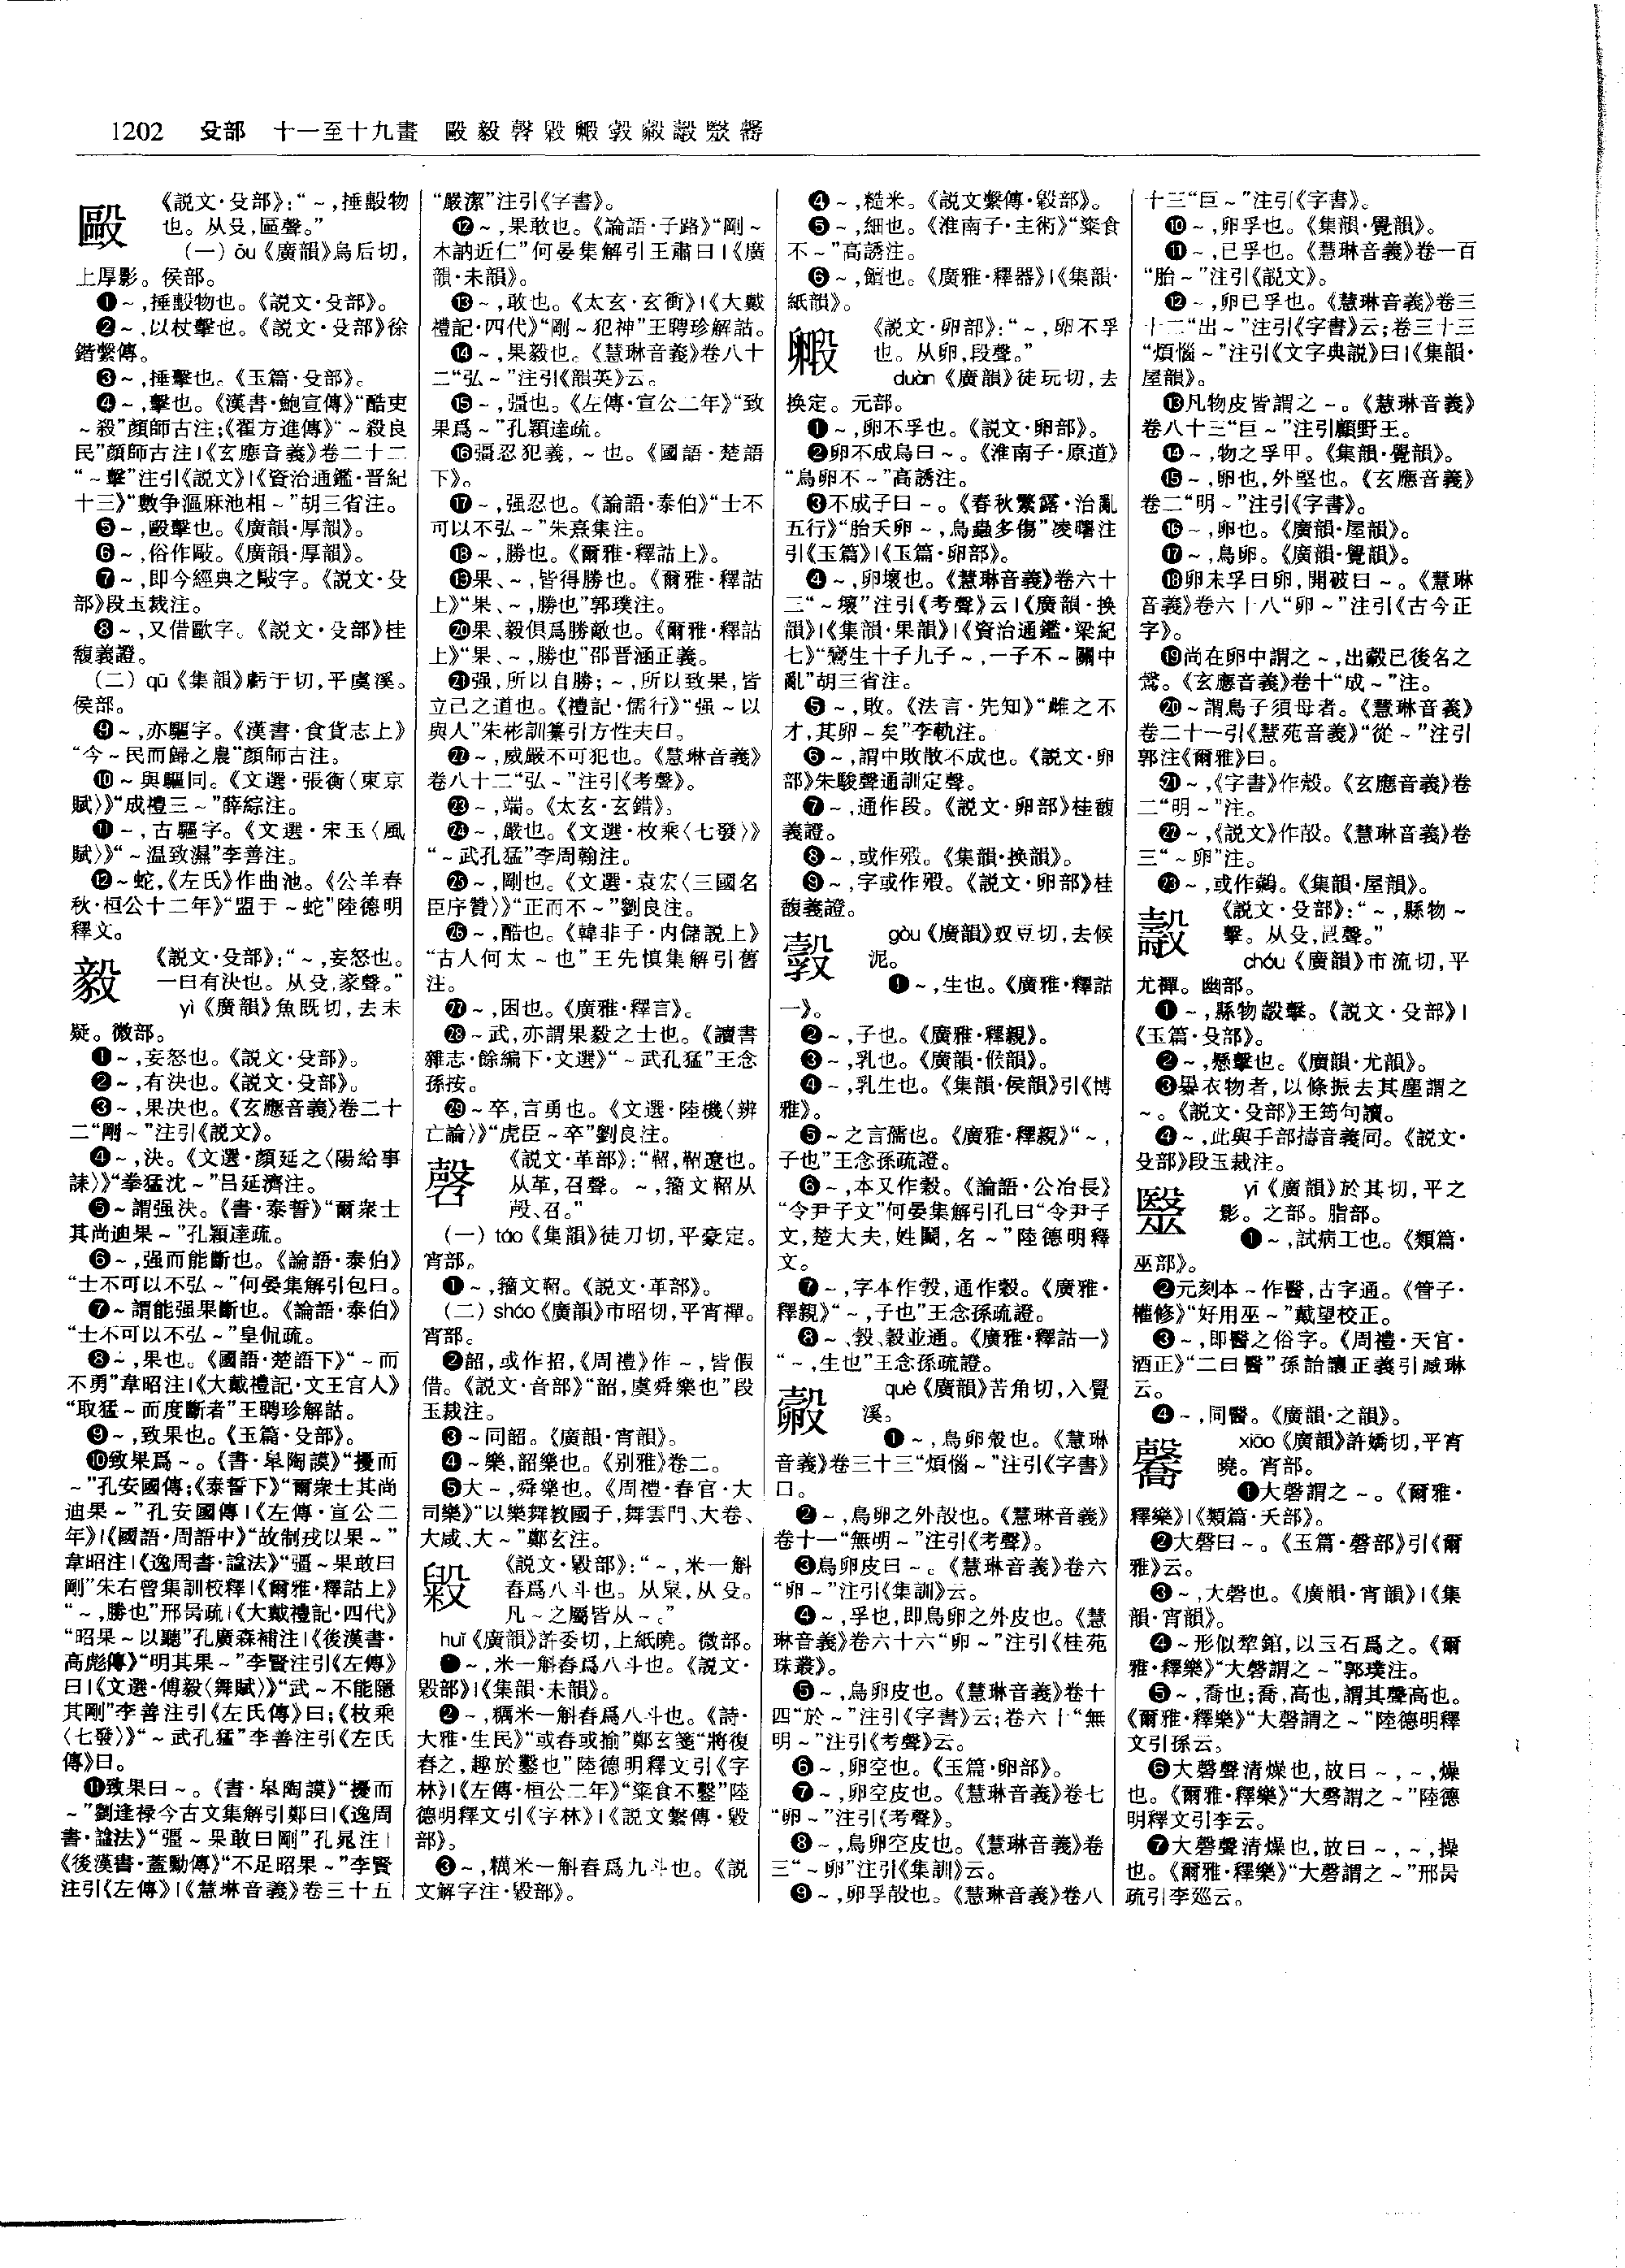 1202 殳部 十一至十九畫 毆毅磬毇毈㝅㲉㲄毉毊
毆
《説文·殳部》：“～，捶毄物
也。从殳，區聲。”
（一）ōu《廣韻》烏后切，
上厚影。侯部。
❶～，捶毄物也。《説文·殳部》。
❷～，以杖擊也。《説文·殳部》徐
鍇繫傳。
❸～，捶擊也。《玉篇·殳部》。
❹～，擊也。《漢書·鮑宣傳》“酷吏
～殺”顔師古注；《翟方進傳》“～殺良
民”顔師古注|《玄應音義》卷二十二
“～擊”注引《説文》|《資治通鑑·晋紀
十三》“數争漚麻池相～”胡三省注。
❺～，毆擊也。《廣韻·厚韻》。
❻～，俗作敺。《廣韻·厚韻》。
❼～，即今經典之敺字。《説文·殳
部》段玉裁注。
❽～，又借歐字。《説文·殳部》桂
馥義證。
（二）qū《集韻》虧于切，平虞溪。
侯部。
❾～，亦驅字。《漢書·食貨志上》
“今～民而歸之農”顔師古注。
❿～與驅同。《文選·張衡〈東京
賦〉》“成禮三～”薛綜注。
⓫～，古驅字。《文選·宋玉〈風
賦〉》“～温致濕”李善注。
⓬～蛇，《左氏》作曲池。《公羊春
秋·桓公十二年》“盟于～蛇”陸德明
釋文。
毅
《説文·殳部》：“～，妄怒也。
一曰有決也。从殳，豙聲。”
yì《廣韻》魚既切，去未
疑。微部。
❶～，妄怒也。《説文·殳部》。
❷～，有決也。《説文·殳部》。
❸～，果決也。《玄應音義》卷二十
二“剛～”注引《説文》。
❹～，決。《文選·顔延之〈陽給事
誄〉》“拳猛沈～”吕延濟注。
❺～謂强決。《書·泰誓》“爾衆士
其尚迪果～”孔穎達疏。
❻～，强而能斷也。《論語·泰伯》
“士不可以不弘～”何晏集解引包曰。
❼～謂能强果斷也。《論語·泰伯》
“士不可以不弘～”皇侃疏。
❽～，果也。《國語·楚語下》“～而
不勇”韋昭注|《大戴禮記·文王官人》
“取猛～而度斷者”王聘珍解詁。
❾～，致果也。《玉篇·殳部》。
❿致果爲～。《書·皋陶謨》“擾而
～”孔安國傳；《泰誓下》“爾衆士其尚
迪果～”孔安國傳|《左傳·宣公二
年》|《國語·周語中》“故制戎以果～”
韋昭注|《逸周書·諡法》“彊～果敢曰
剛”朱右曾集訓校釋|《爾雅·釋詁上》
“～，勝也”邢昺疏|《大戴禮記·四代》
“昭果～以聽”孔廣森補注|《後漢書·
高彪傳》“明其果～”李賢注引《左傳》
曰|《文選·傅毅〈舞賦〉》“武～不能隱
其剛”李善注引《左氏傳》曰；《枚乘
〈七發〉》“～武孔猛”李善注引《左氏
傳》曰。
⓫致果曰～。《書·皋陶謨》“擾而
～”劉逢禄今古文集解引鄭曰|《逸周
書·諡法》“彊～果敢曰剛”孔晁注|
《後漢書·蓋勳傳》“不足昭果～”李賢
注引《左傳》|《慧琳音義》卷三十五
“嚴潔”注引《字書》。
⓬～，果敢也。《論語·子路》“剛～
木訥近仁”何晏集解引王肅曰|《廣
韻·未韻》。
⓭～，敢也。《太玄·玄衝》|《大戴
禮記·四代》“剛～犯神”王聘珍解詁。
⓮～，果毅也。《慧琳音義》卷八十
二“弘～”注引《韻英》云。
⓯～，彊也。《左傳·宣公二年》“致
果爲～”孔穎達疏。
⓰彊忍犯義，～也。《國語·楚語
下》。
⓱～，强忍也。《論語·泰伯》“士不
可以不弘～”朱熹集注。
⓲～，勝也。《爾雅·釋詁上》。
⓳果、～，皆得勝也。《爾雅·釋詁
上》“果、～，勝也”郭璞注。
⓴果、毅俱爲勝敵也。《爾雅·釋詁
上》“果、～，勝也”邵晋涵正義。
㉑强，所以自勝；～，所以致果，皆
立己之道也。《禮記·儒行》“强～以
與人”朱彬訓纂引方性夫曰。
㉒～，威嚴不可犯也。《慧琳音義》
卷八十二“弘～”注引《考聲》。
㉓～，端。《太玄·玄錯》。
㉔～，嚴也。《文選·枚乘〈七發〉》
“～武孔猛”李周翰注。
㉕～，剛也。《文選·袁宏〈三國名
臣序贊〉》“正而不～”劉良注。
㉖～，酷也。《韓非子·内儲説上》
“古人何太～也”王先慎集解引舊
注。
㉗～，困也。《廣雅·釋言》。
㉘～武，亦謂果毅之士也。《讀書
雜志·餘編下·文選》“～武孔猛”王念
孫按。
㉙～卒，言勇也。《文選·陸機〈辨
亡論〉》“虎臣～卒”劉良注。
磬
《説文·革部》：“鞀，鞀遼也。
从革，召聲。～，籀文鞀从
殸、召。”
（一）táo《集韻》徒刀切，平豪定。
宵部。
❶～，籀文鞀。《説文·革部》。
（二）sháo《廣韻》市昭切，平宵禪。
宵部。
❷韶，或作招，《周禮》作～，皆假
借。《説文·音部》“韶，虞舜樂也”段
玉裁注。
❸～同韶。《廣韻·宵韻》。
❹～樂，韶樂也。《别雅》卷二。
❺大～，舜樂也。《周禮·春官·大
司樂》“以樂舞教國子，舞雲門、大卷、
大咸、大～”鄭玄注。
毇
《説文·毇部》：“～，米一斛
舂爲八斗也。从臼，从殳。
凡～之屬皆从～。”
huǐ《廣韻》許委切，上紙曉。微部。
❶～，米一斛舂爲八斗也。《説文·
毇部》|《集韻·未韻》。
❷～，糲米一斛舂爲八斗也。《詩·
大雅·生民》“或舂或揄”鄭玄箋“將復
舂之，趣於鑿也”陸德明釋文引《字
林》|《左傳·桓公二年》“粢食不鑿”陸
德明釋文引《字林》|《説文繫傳·毇
部》。
❸～，糲米一斛舂爲九斗也。《説
文解字注·毇部》。
❹～，糙米。《説文繫傳·毇部》。
❺～，細也。《淮南子·主術》“粢食
不～”高誘注。
❻～，䭆也。《廣雅·釋器》|《集韻·
紙韻》。
毈
《説文·卵部》：“～，卵不孚
也。从卵，段聲。”
duàn《廣韻》徒玩切，去
换定。元部。
❶～，卵不孚也。《説文·卵部》。
❷卵不成鳥曰～。《淮南子·原道》
“鳥卵不～”高誘注。
❸不成子曰～。《春秋繁露·治亂
五行》“胎夭卵～，鳥蟲多傷”凌曙注
引《玉篇》|《玉篇·卵部》。
❹～，卵壞也。《慧琳音義》卷六十
三“～壞”注引《考聲》云|《廣韻·换
韻》|《集韻·果韻》|《資治通鑑·梁紀
七》“鸞生十子九子～，一子不～關中
亂”胡三省注。
❺～，敗。《法言·先知》“雌之不
才，其卵～矣”李軌注。
❻～，謂中敗散不成也。《説文·卵
部》朱駿聲通訓定聲。
❼～，通作段。《説文·卵部》桂馥
義證。
❽～，或作㱭。《集韻·换韻》。
❾～，字或作㱭。《説文·卵部》桂
馥義證。
㝅
gòu《廣韻》奴豆切，去候
泥。
❶～，生也。《廣雅·釋詁
一》。
❷～，子也。《廣雅·釋親》。
❸～，乳也。《廣韻·候韻》。
❹～，乳生也。《集韻·侯韻》引《博
雅》。
❺～之言孺也。《廣雅·釋親》“～，
子也”王念孫疏證。
❻～，本又作㝅。《論語·公冶長》
“令尹子文”何晏集解引孔曰“令尹子
文，楚大夫，姓鬭，名～”陸德明釋
文。
❼～，字本作㝅，通作穀。《廣雅·
釋親》“～，子也”王念孫疏證。
❽～、㝅、穀並通。《廣雅·釋詁一》
“～，生也”王念孫疏證。
㲉
què《廣韻》苦角切，入覺
溪。
❶～，鳥卵殻也。《慧琳
音義》卷三十三“煩惱～”注引《字書》
曰。
❷～，鳥卵之外殻也。《慧琳音義》
卷十一“無明～”注引《考聲》。
❸鳥卵皮曰～。《慧琳音義》卷六
“卵～”注引《集訓》云。
❹～，孚也，即鳥卵之外皮也。《慧
琳音義》卷六十六“卵～”注引《桂苑
珠叢》。
❺～，鳥卵皮也。《慧琳音義》卷十
四“於～”注引《字書》云；卷六十“無
明～”注引《考聲》云。
❻～，卵空也。《玉篇·卵部》。
❼～，卵空皮也。《慧琳音義》卷七
“卵～”注引《考聲》。
❽～，鳥卵空皮也。《慧琳音義》卷
三“～卵”注引《集訓》云。
❾～，卵孚殻也。《慧琳音義》卷八
十三“巨～”注引《字書》。
❿～，卵孚也。《集韻·覺韻》。
⓫～，已孚也。《慧琳音義》卷一百
“胎～”注引《説文》。
⓬～，卵已孚也。《慧琳音義》卷三
十二“出～”注引《字書》云；卷三十三
“煩惱～”注引《文字典説》曰|《集韻·
屋韻》。
⓭凡物皮皆謂之～。《慧琳音義》
卷八十三“巨～”注引顧野王。
⓮～，物之孚甲。《集韻·覺韻》。
⓯～，卵也，外堅也。《玄應音義》
卷二“明～”注引《字書》。
⓰～，卵也。《廣韻·屋韻》。
⓱～，鳥卵。《廣韻·覺韻》。
⓲卵未孚曰卵，開破曰～。《慧琳
音義》卷六十八“卵～”注引《古今正
字》。
⓳尚在卵中謂之～，出㲉已後名之
鶵。《玄應音義》卷十“成～”注。
⓴～謂鳥子須母者。《慧琳音義》
卷二十一引《慧苑音義》“從～”注引
郭注《爾雅》曰。
㉑～，《字書》作殻。《玄應音義》卷
二“明～”注。
㉒～，《説文》作㱿。《慧琳音義》卷
三“～卵”注。
㉓～，或作鷇。《集韻·屋韻》。
㲄
《説文·殳部》：“～，縣物～
擊。从殳，𠷎聲。”
chóu《廣韻》市流切，平
尤禪。幽部。
❶～，縣物㲄擊。《説文·殳部》|
《玉篇·殳部》。
❷～，懸擊也。《廣韻·尤韻》。
❸暴衣物者，以條振去其塵謂之
～。《説文·殳部》王筠句讀。
❹～，此與手部擣音義同。《説文·
殳部》段玉裁注。
毉
yī《廣韻》於其切，平之
影。之部。脂部。
❶～，試病工也。《類篇·
巫部》。
❷元刻本～作醫，古字通。《管子·
權修》“好用巫～”戴望校正。
❸～，即醫之俗字。《周禮·天官·
酒正》“二曰醫”孫詒讓正義引臧琳
云。
❹～，同醫。《廣韻·之韻》。
毊
xiāo《廣韻》許嬌切，平宵
曉。宵部。
❶大磬謂之～。《爾雅·
釋樂》|《類篇·夭部》。
❷大磬曰～。《玉篇·磬部》引《爾
雅》云。
❸～，大磬也。《廣韻·宵韻》|《集
韻·宵韻》。
❹～形似犂錧，以玉石爲之。《爾
雅·釋樂》“大磬謂之～”郭璞注。
❺～，喬也；喬，高也，謂其聲高也。
《爾雅·釋樂》“大磬謂之～”陸德明釋
文引孫云。
❻大磬聲清燥也，故曰～，～，燥
也。《爾雅·釋樂》“大磬謂之～”陸德
明釋文引李云。
❼大磬聲清燥也，故曰～，～，操
也。《爾雅·釋樂》“大磬謂之～”邢昺
疏引李巡云。